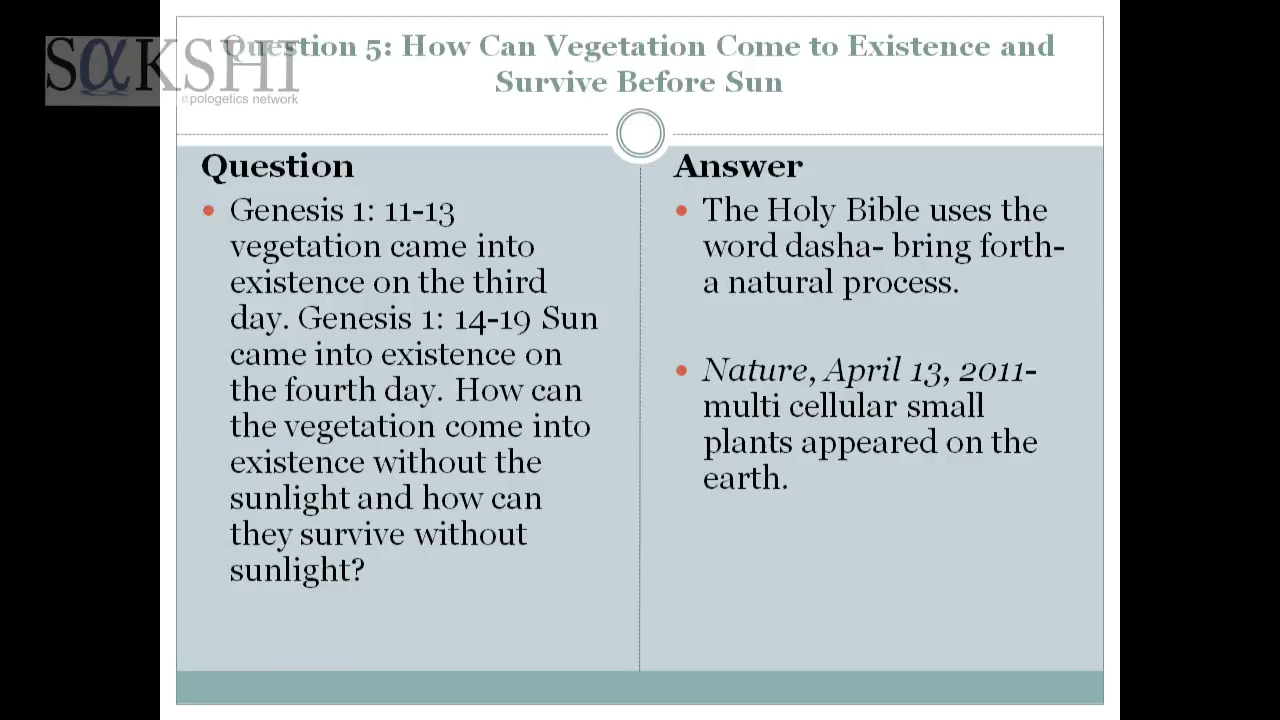 SαKSHI
apologetics network
Question 5: How Can Vegetation Come to Existence and
Survive Before Sun
Question
• Genesis 1: 11-13
vegetation came into
existence on the third
day. Genesis 1: 14-19 Sun
came into existence on
the fourth day. How can
the vegetation come into
existence without the
sunlight and how can
they survive without
sunlight?
Answer
• The Holy Bible uses the
word dasha- bring forth-
a natural process.
• Nature, April 13, 2011-
multi cellular small
plants appeared on the
earth.